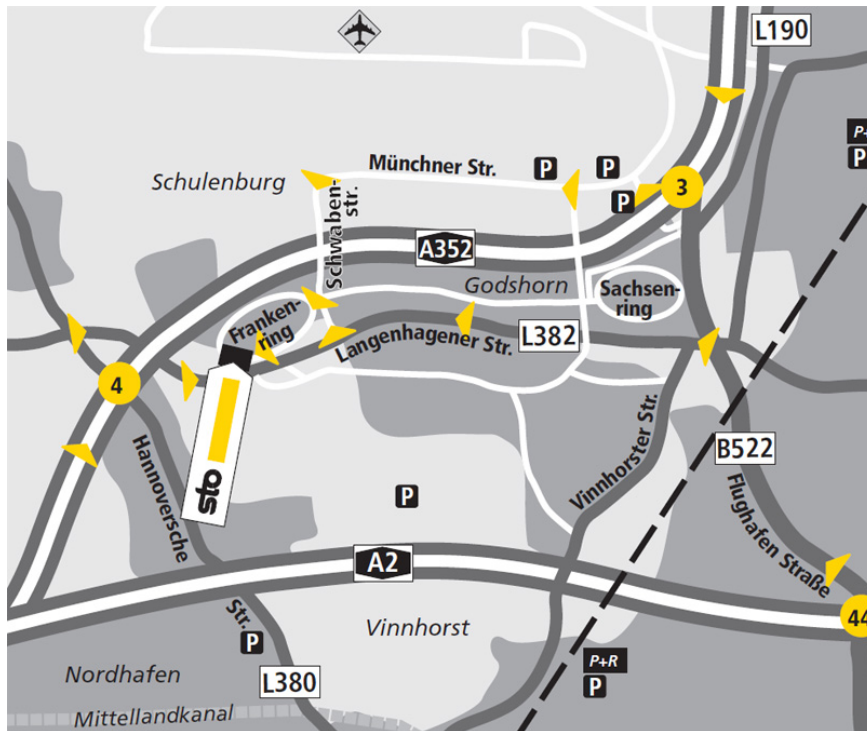 L190
P+
P
Münchner Str.
P
P
Schulenburg
3
P
Schwaben-
str.
A352
Godshorn
Sachsen-
ring
Franken-
ring
Langenhagener Str.
L382
4
sto
Hannoversche
Str.
Vinnhorster Str.
B522
Flughafen Straße
P
A2
44
P
Vinnhorst
P+R
P
Nordhafen
L380
Mittellandkanal